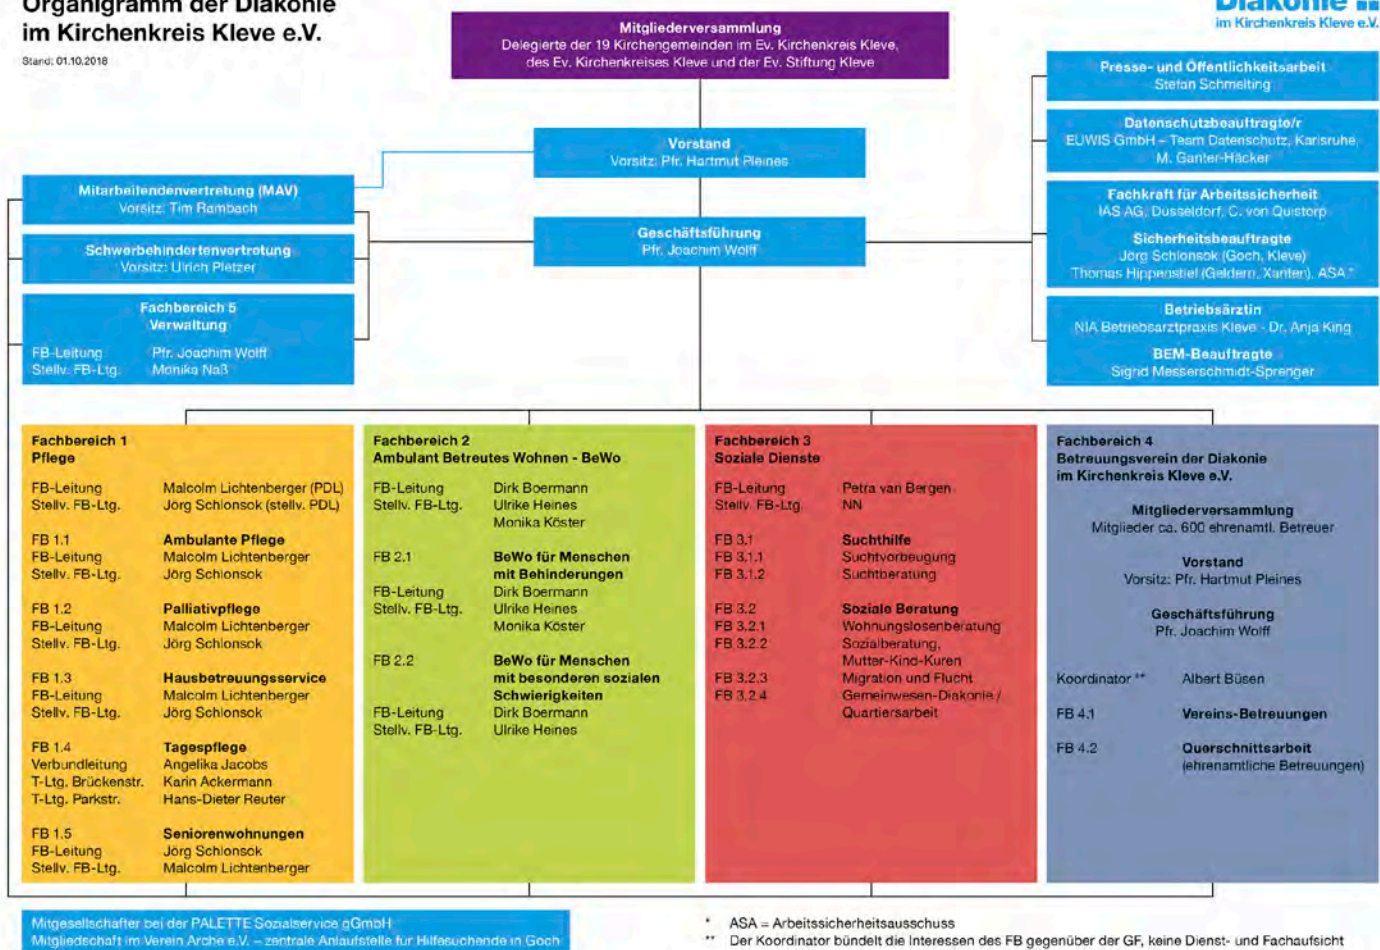 Organigramm der Diakonie
im Kirchenkreis Kleve e.V.
Stand: 01.10.2018
Diakonie
im Kirchenkreis Kleve e.V.
Mitgliederversammlung
Delegierte der 19 Kirchengemeinden im Ev. Kirchenkreis Kleve,
des Ev. Kirchenkreises Kleve und der Ev. Stiftung Kleve
Vorstand
Vorsitz: Pfr. Hartmut Pleines
Geschäftsführung
Pfr. Joachim Wolff
Mitarbeitendenvertretung (MAV)
Vorsitz: Tim Rambach
Schwerbehindertenvertretung
Vorsitz: Ulrich Pletzer
Fachbereich 5
Verwaltung
FB-Leitung Pfr. Joachim Wolff
Stellv. FB-Ltg. Monika Naß
Presse- und Öffentlichkeitsarbeit
Stefan Schmelting
Datenschutzbeauftragte/r
EUWIS GmbH – Team Datenschutz, Karlsruhe,
M. Ganter-Häcker
Fachkraft für Arbeitssicherheit
IAS AG, Düsseldorf, C. von Quistorp
Sicherheitsbeauftragte
Jörg Schlonsok (Goch, Kleve)
Thomas Hippenstiel (Geldern, Xanten), ASA *
Betriebsärztin
NIA Betriebsarztpraxis Kleve - Dr. Anja King
BEM-Beauftragte
Sigrid Messerschmidt-Sprenger
Fachbereich 1
Pflege
FB-Leitung Malcolm Lichtenberger (PDL)
Stellv. FB-Ltg. Jörg Schlonsok (stellv. PDL)
FB 1.1 Ambulante Pflege
FB-Leitung Malcolm Lichtenberger
Stellv. FB-Ltg. Jörg Schlonsok
FB 1.2 Palliativpflege
FB-Leitung Malcolm Lichtenberger
Stellv. FB-Ltg. Jörg Schlonsok
FB 1.3 Hausbetreuungsservice
FB-Leitung Malcolm Lichtenberger
Stellv. FB-Ltg. Jörg Schlonsok
FB 1.4 Tagespflege
Verbundleitung Angelika Jacobs
T-Ltg. Brückenstr. Karin Ackermann
T-Ltg. Parkstr. Hans-Dieter Reuter
FB 1.5 Seniorenwohnungen
FB-Leitung Jörg Schlonsok
Stellv. FB-Ltg. Malcolm Lichtenberger
Fachbereich 2
Ambulant Betreutes Wohnen - BeWo
FB-Leitung Dirk Boermann
Stellv. FB-Ltg. Ulrike Heines
Monika Köster
FB 2.1 BeWo für Menschen
mit Behinderungen
FB-Leitung Dirk Boermann
Stellv. FB-Ltg. Ulrike Heines
Monika Köster
FB 2.2 BeWo für Menschen
mit besonderen sozialen
Schwierigkeiten
FB-Leitung Dirk Boermann
Stellv. FB-Ltg. Ulrike Heines
Fachbereich 3
Soziale Dienste
FB-Leitung Petra van Bergen
Stellv. FB-Ltg. NN
FB 3.1 Suchthilfe
FB 3.1.1 Suchtvorbeugung
FB 3.1.2 Suchtberatung
FB 3.2 Soziale Beratung
FB 3.2.1 Wohnungslosenberatung
FB 3.2.2 Sozialberatung,
Mutter-Kind-Kuren
FB 3.2.3 Migration und Flucht
FB 3.2.4 Gemeinwesen-Diakonie /
Quartiersarbeit
Fachbereich 4
Betreuungsverein der Diakonie
im Kirchenkreis Kleve e.V.
Mitgliederversammlung
Mitglieder ca. 600 ehrenamtl. Betreuer
Vorstand
Vorsitz: Pfr. Hartmut Pleines
Geschäftsführung
Pfr. Joachim Wolff
Koordinator ** Albert Büsen
FB 4.1 Vereins-Betreuungen
FB 4.2 Querschnittsarbeit
(ehrenamtliche Betreuungen)
Mitgesellschafter bei der PALETTE Sozialservice gGmbH
Mitgliedschaft im Verein Arche e.V. – zentrale Anlaufstelle für Hilfesuchende in Goch
* ASA = Arbeitssicherheitsausschuss
** Der Koordinator bündelt die Interessen des FB gegenüber der GF, keine Dienst- und Fachaufsicht